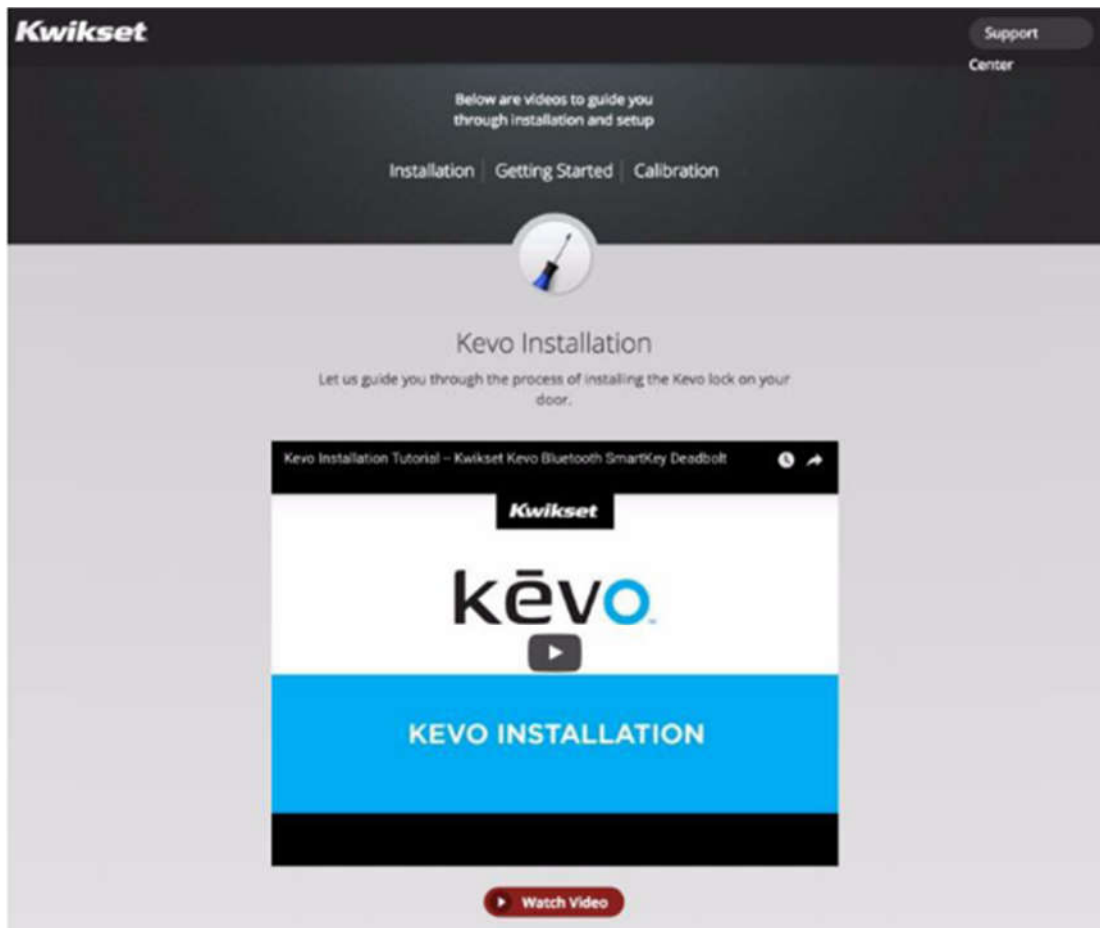 Kwikset
Support
Center
Below are videos to guide you
through installation and setup
Installation | Getting Started | Calibration
Kevo Installation
Let us guide you through the process of installing the Kevo lock on your
door.
Kevo Installation Tutorial – Kwikset Kevo Bluetooth SmartKey Deadbolt
Kwikset
kēvo
KEVO INSTALLATION
Watch Video